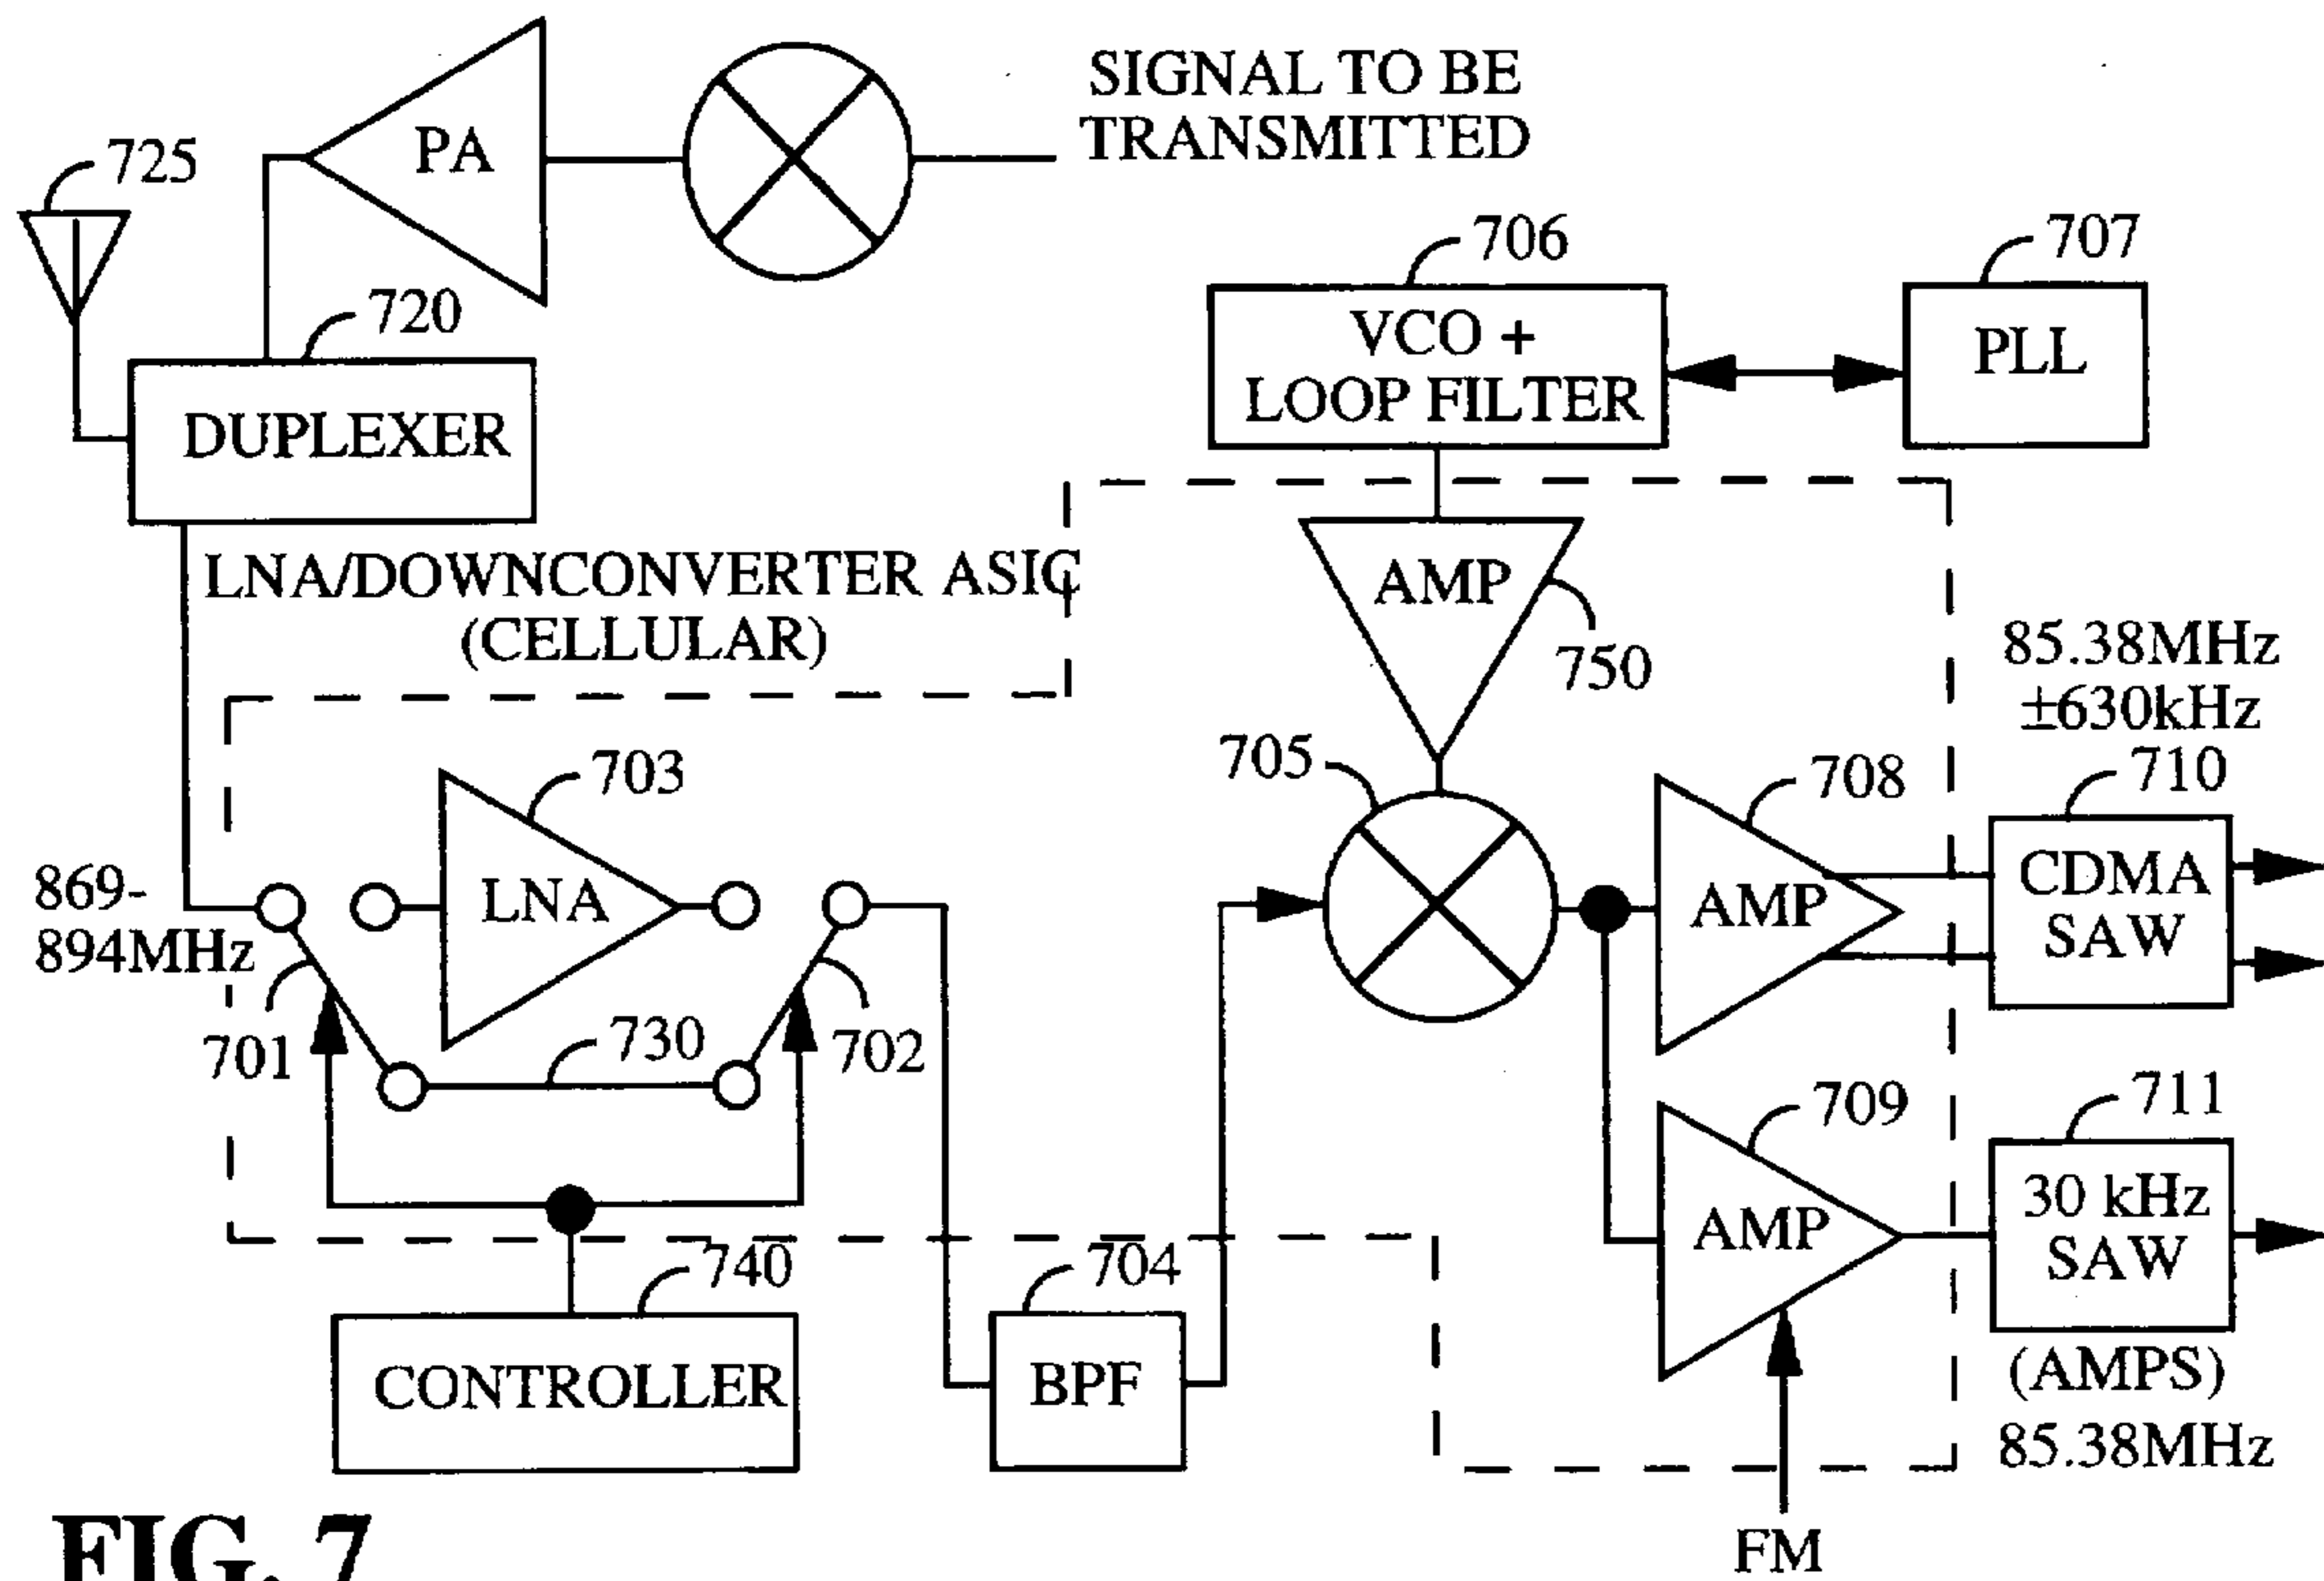 SIGNAL TO BE
TRANSMITTED
PA
725
706
707
720
VCO +
LOOP FILTER
PLL
DUPLEXER
LNA/DOWNCONVERTER ASIC
(CELLULAR)
AMP
750
85.38MHz
±630kHz
703
705
708
710
869-
894MHz
LNA
AMP
CDMA
SAW
701
730
702
709
711
AMP
30 kHz
SAW
740
704
CONTROLLER
BPF
(AMPS)
85.38MHz
FM
FIG. 7